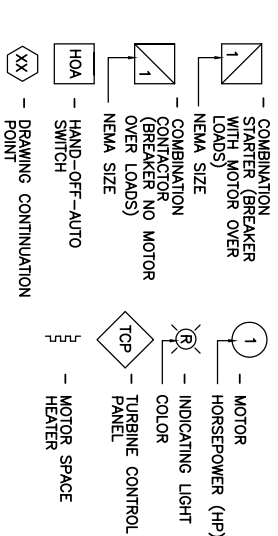 1 - COMBINATION
STARTER (BREAKER
WITH MOTOR OVER
LOADS)
NEMA SIZE
1 - COMBINATION
CONTACTOR
(BREAKER NO MOTOR
OVER LOADS)
NEMA SIZE
HOA - HAND-OFF-AUTO
SWITCH
XX - DRAWING CONTINUATION
POINT
1 - MOTOR
HORSEPOWER (HP)
R - INDICATING LIGHT
COLOR
TCP - TURBINE CONTROL
PANEL
- MOTOR SPACE
HEATER